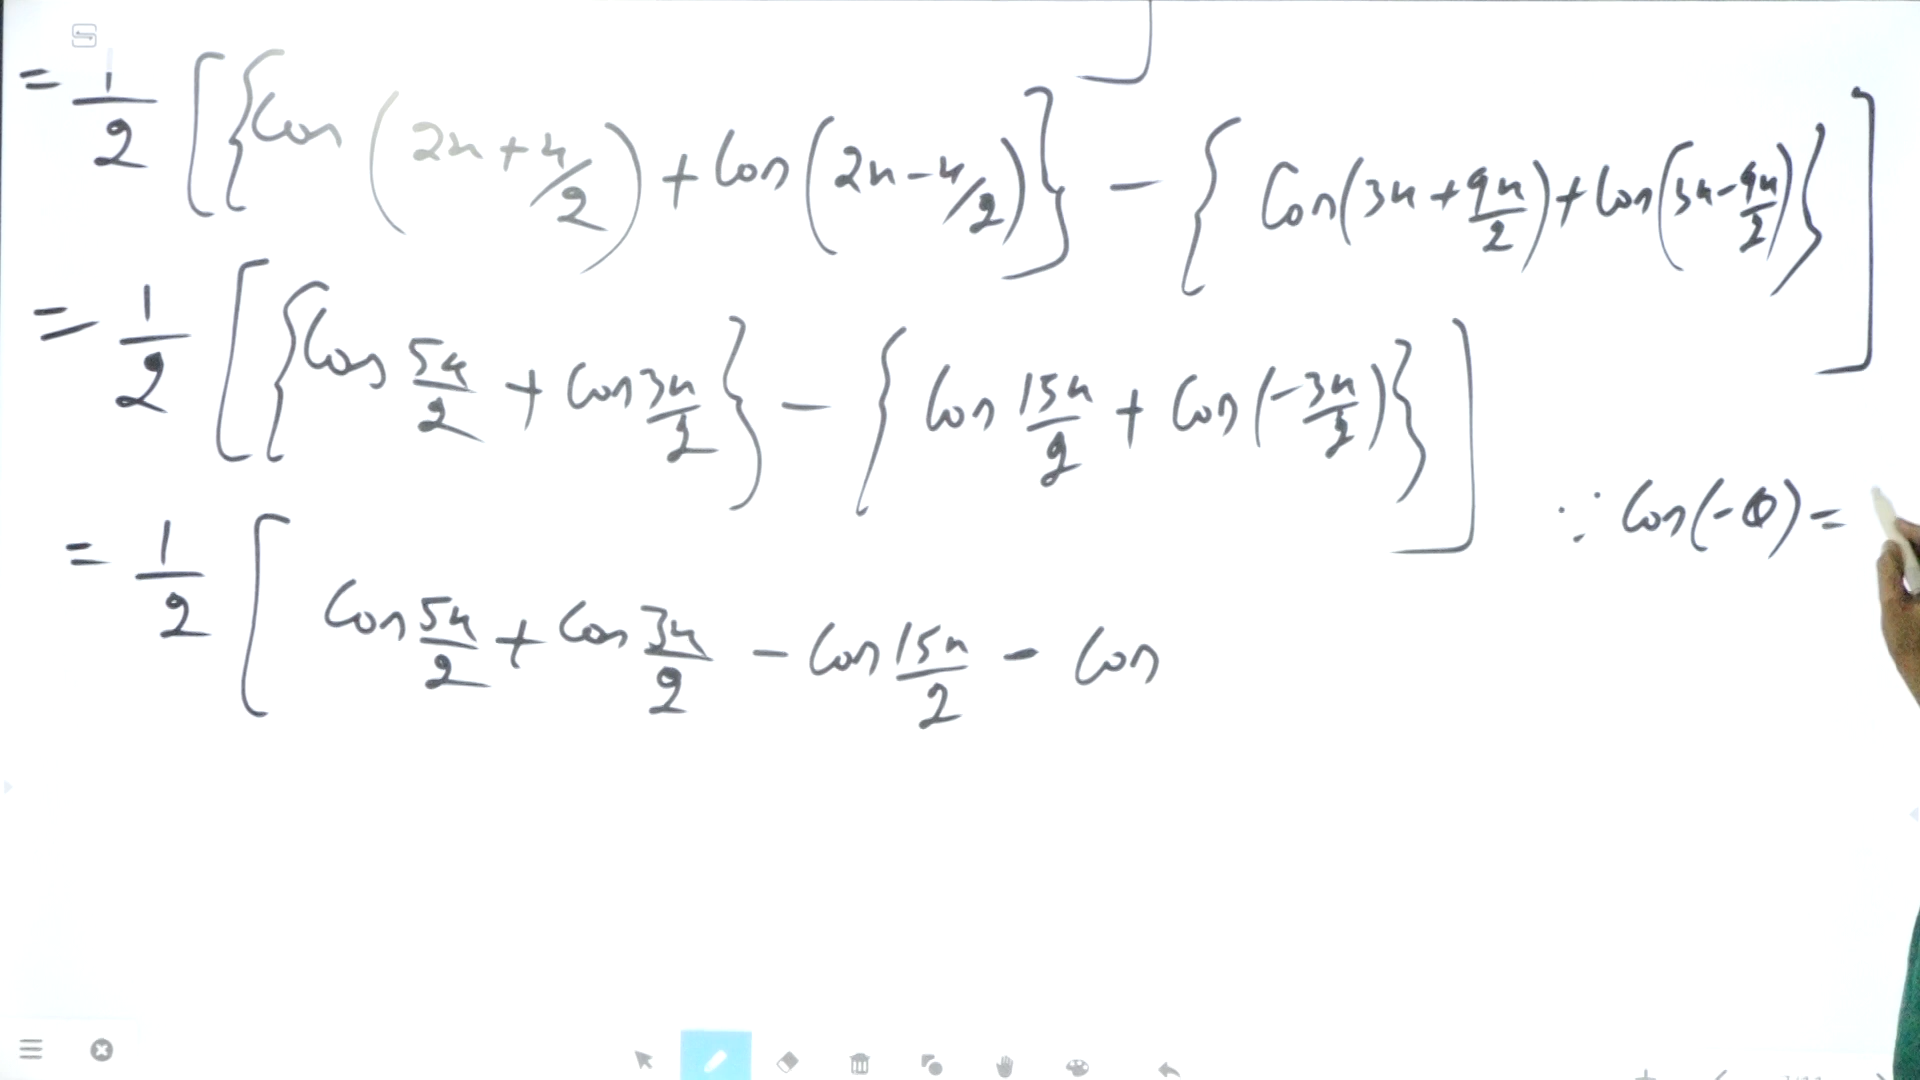 = 1/2 [{Cos (2x + x/2) + Cos (2x - x/2)} - {Cos (3x + 9x/2) + Cos (3x - 9x/2)}]
= 1/2 [{Cos 5x/2 + Cos 3x/2} - {Cos 15x/2 + Cos (-3x/2)}]
∵ Cos(-θ) =
= 1/2 [Cos 5x/2 + Cos 3x/2 - Cos 15x/2 - Cos